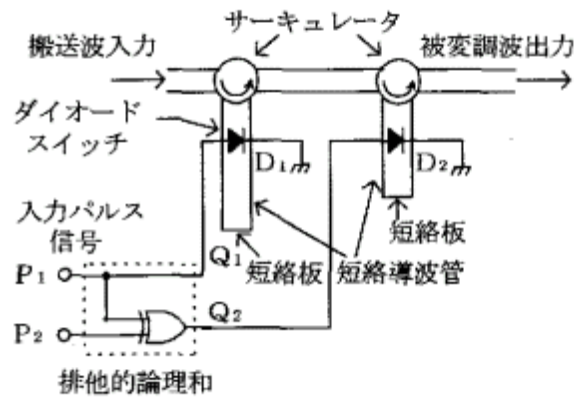 サーキュレータ
搬送波入力
被変調波出力
ダイオード
スイッチ
D1
D2
入力パルス
信号
短絡板
Q1
短絡板
短絡導波管
P1
Q2
P2
排他的論理和